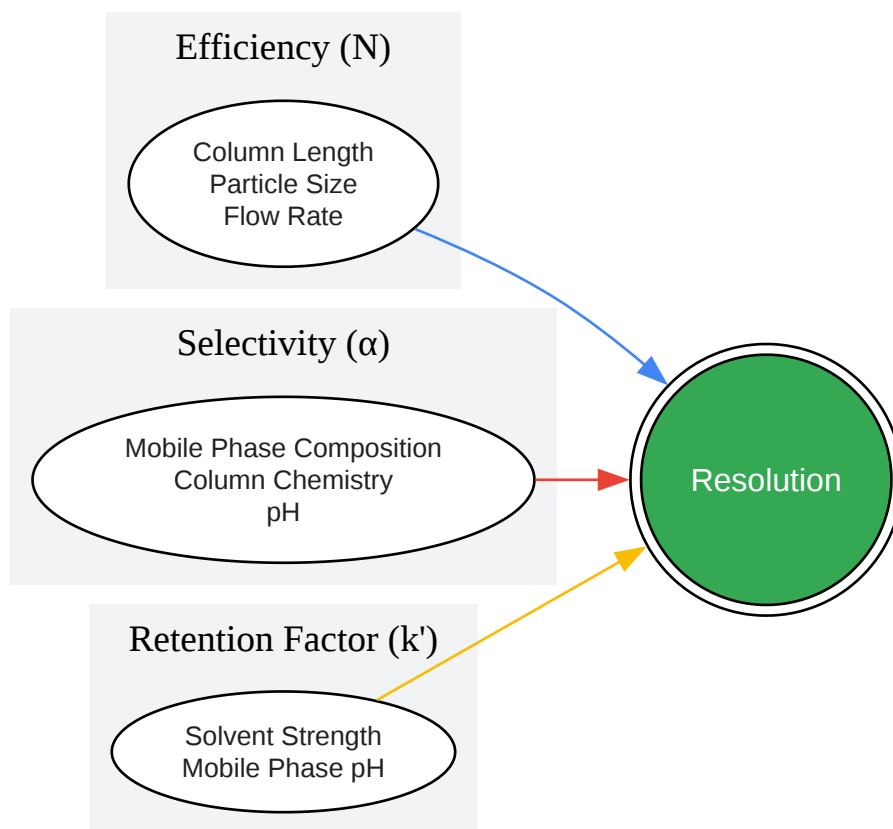 Efficiency (N)
Column Length
Particle Size
Flow Rate
Selectivity (α)
Mobile Phase Composition
Column Chemistry
pH
Resolution
Retention Factor (k')
Solvent Strength
Mobile Phase pH